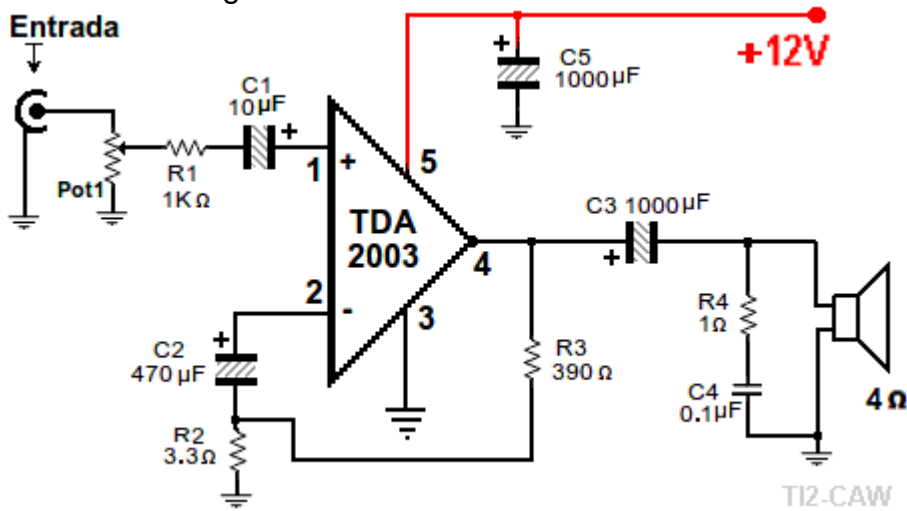 Entrada
Pot1
R1
1KΩ
C1
10µF
+
1
+
TDA
2003
2
-
5
4
3
+
C5
1000µF
+12V
C3 1000µF
+
+
C2
470µF
R2
3.3Ω
R3
390Ω
R4
1Ω
C4
0.1µF
4Ω
TI2-CAW